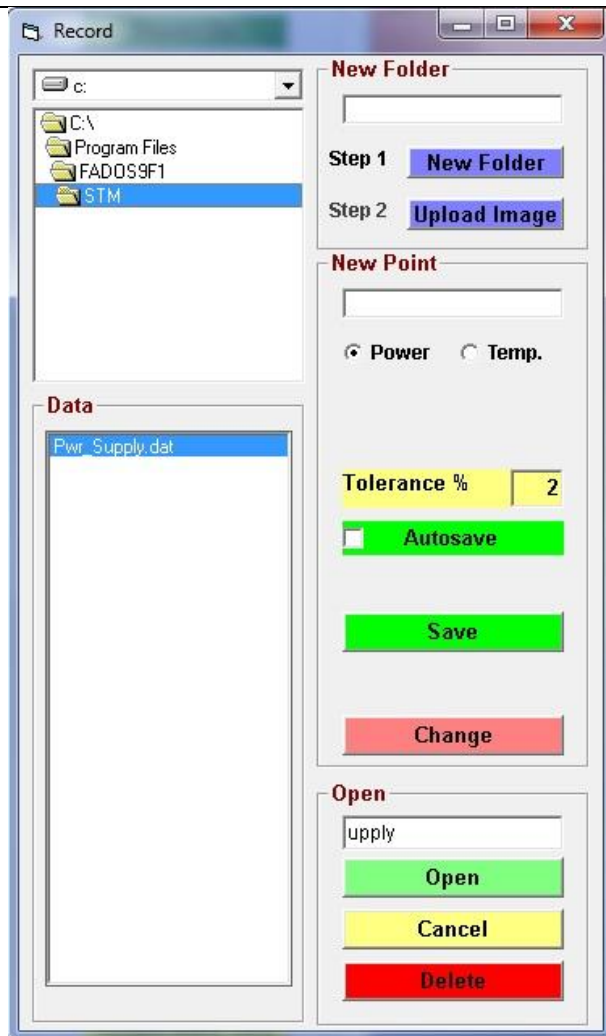 Record
c:
C:\
Program Files
FADOS9F1
STM
Data
Pwr_Supply.dat
New Folder
Step 1 New Folder
Step 2 Upload Image
New Point
Power Temp.
Tolerance % 2
Autosave
Save
Change
Open
upply
Open
Cancel
Delete